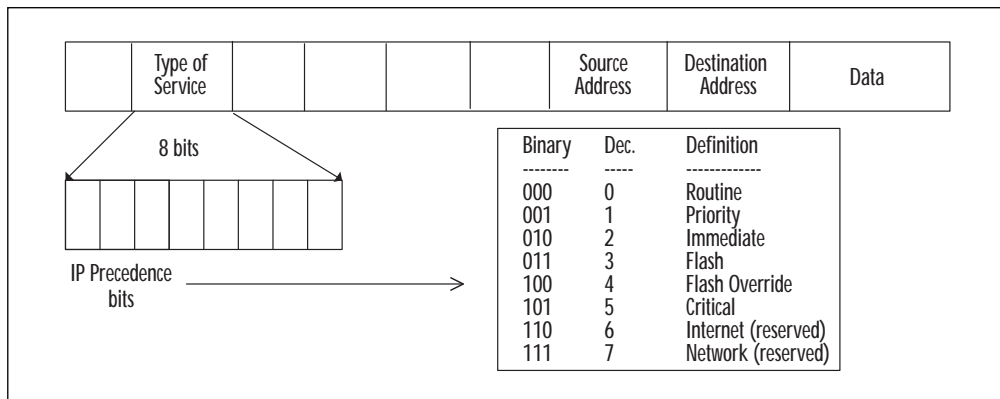 Type of
Service
Source
Address
Destination
Address
Data
8 bits
IP Precedence
bits
Binary Dec. Definition
-------- ----- -------------
000 0 Routine
001 1 Priority
010 2 Immediate
011 3 Flash
100 4 Flash Override
101 5 Critical
110 6 Internet (reserved)
111 7 Network (reserved)